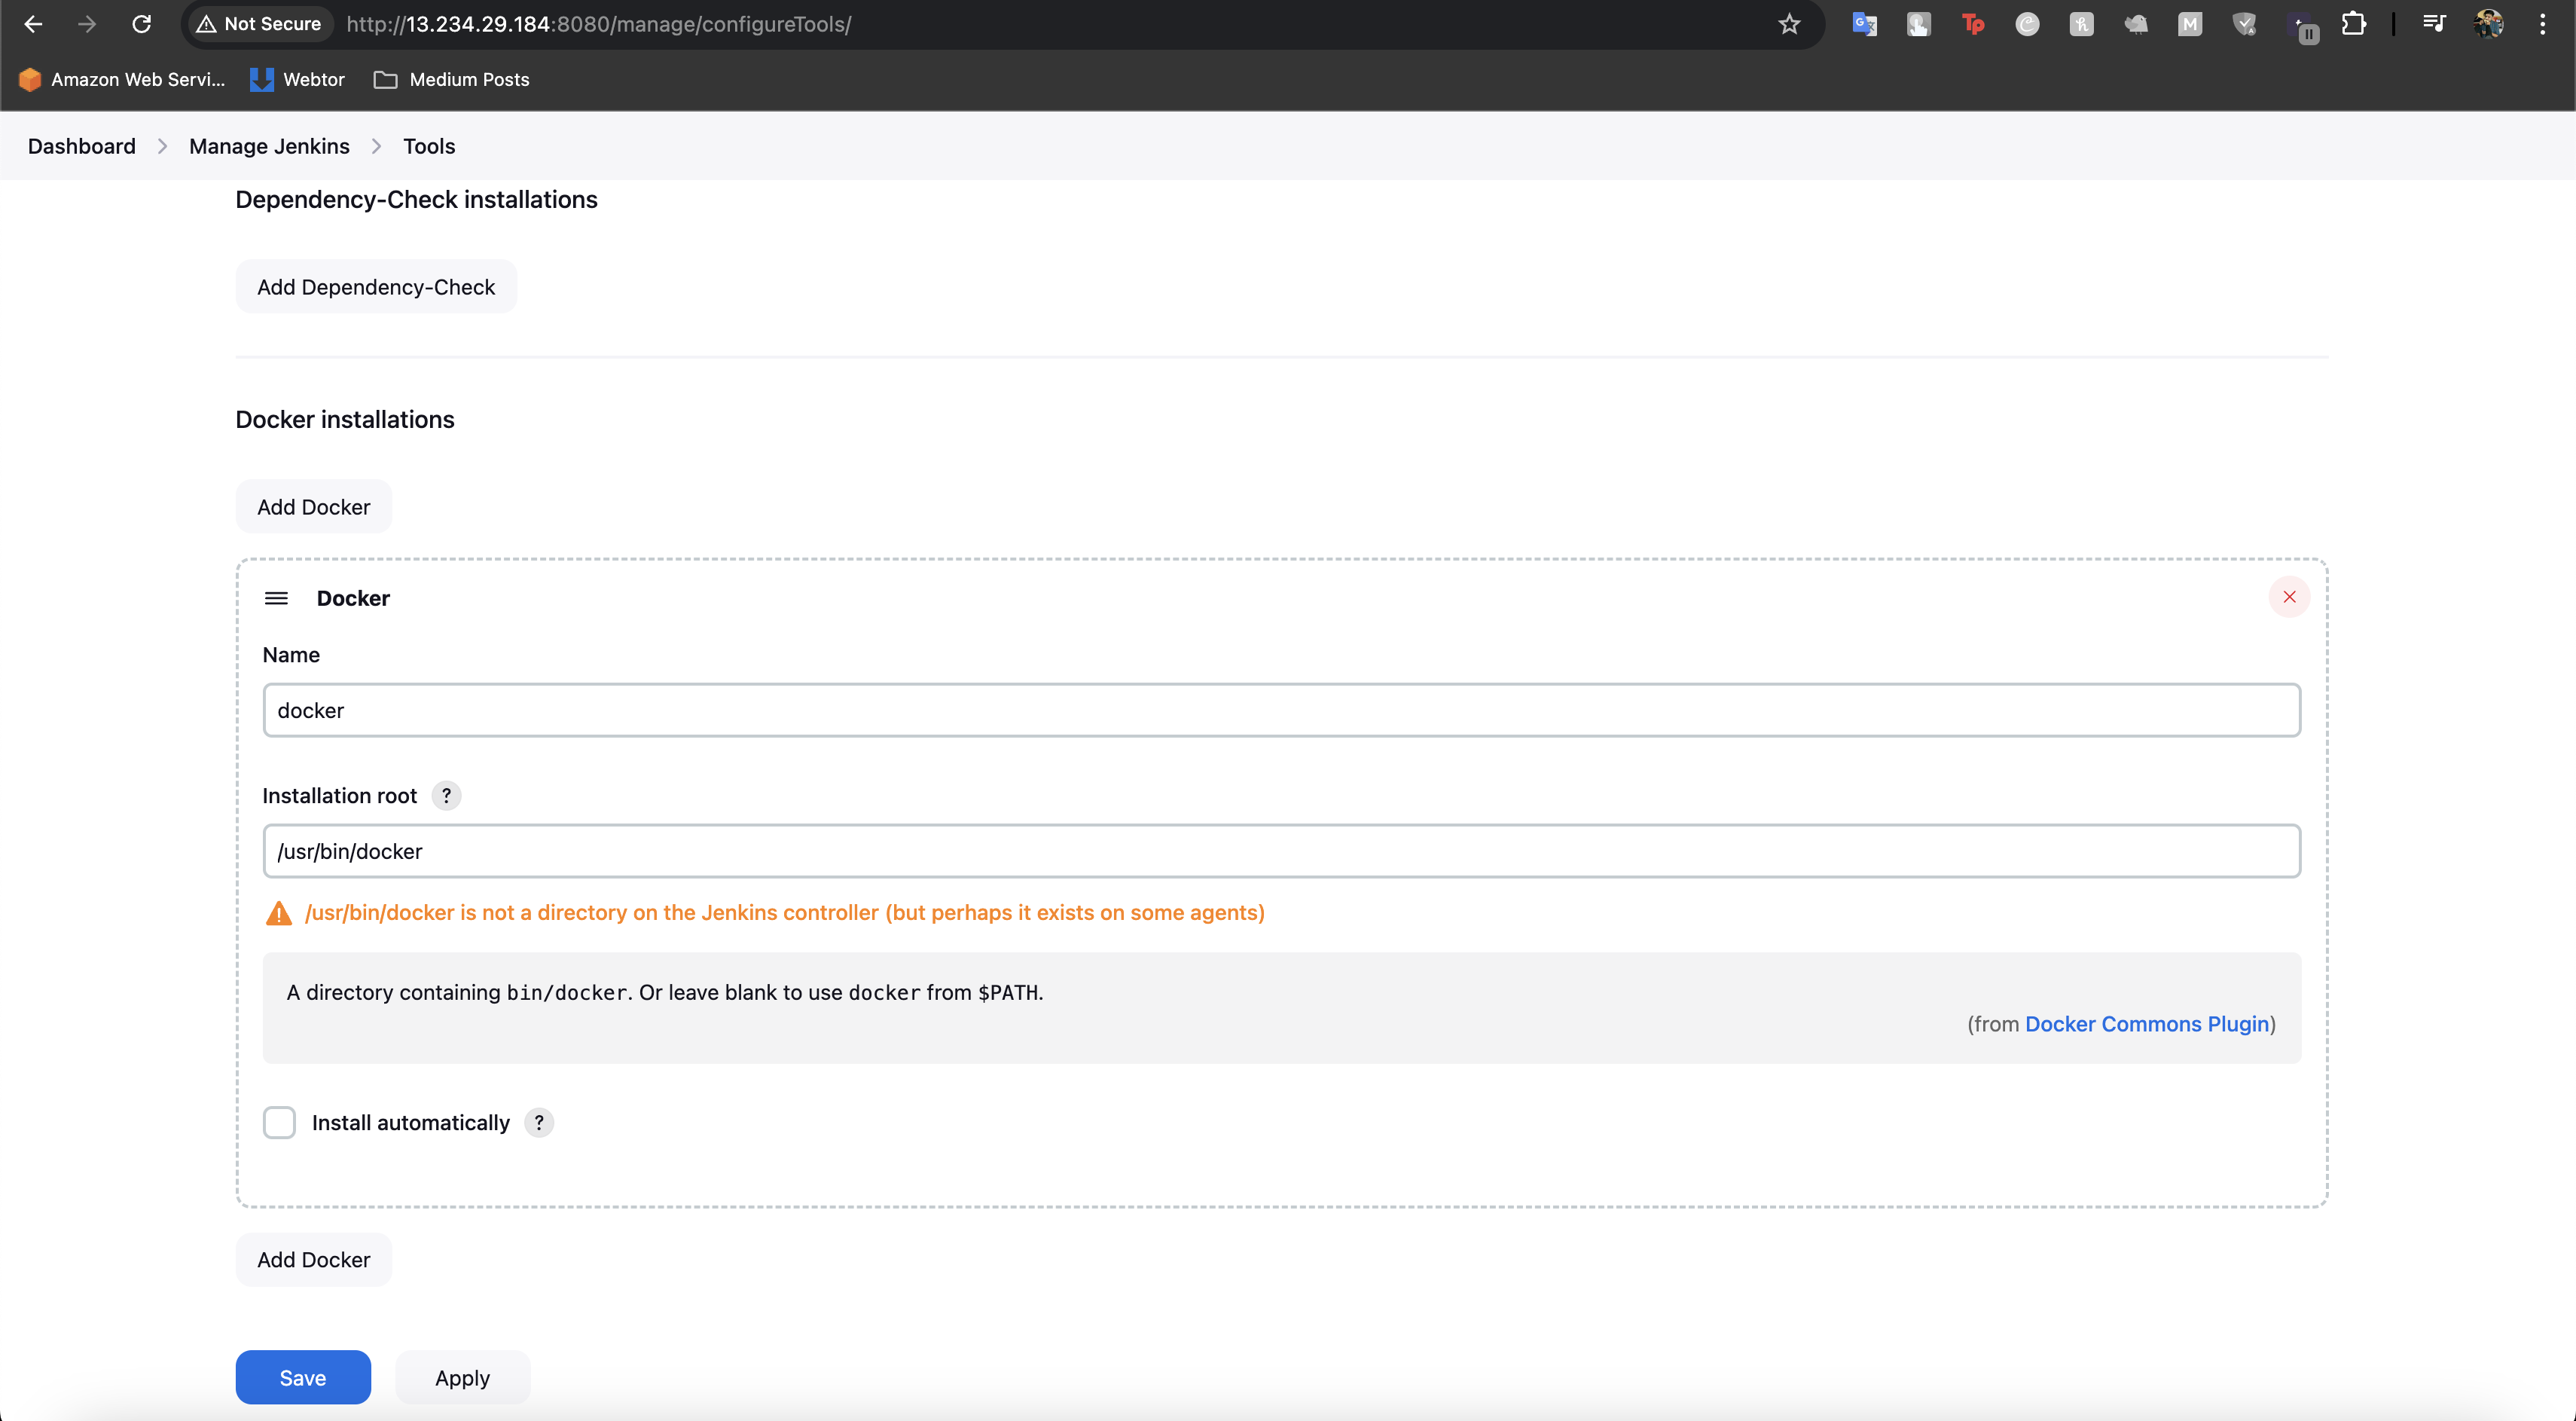 Not Secure http://13.234.29.184:8080/manage/configureTools/
Amazon Web Servi... Webtor Medium Posts
Dashboard > Manage Jenkins > Tools
Dependency-Check installations
Add Dependency-Check
Docker installations
Add Docker
Docker
Name
docker
Installation root ?
/usr/bin/docker
/usr/bin/docker is not a directory on the Jenkins controller (but perhaps it exists on some agents)
A directory containing bin/docker. Or leave blank to use docker from $PATH.
(from Docker Commons Plugin)
Install automatically ?
Add Docker
Save Apply